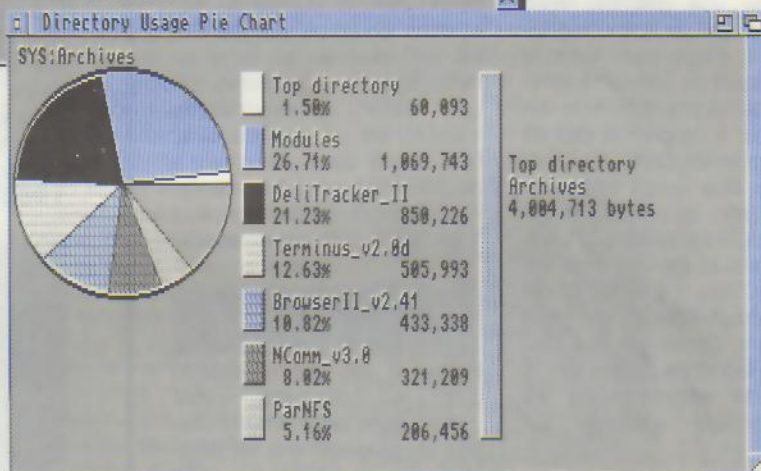 Directory Usage Pie Chart
SYS:Archives
Top directory
1.50% 60,093
Modules
26.71% 1,069,743
DeliTracker_II
21.23% 850,226
Terminus_v2.0d
12.63% 505,993
BrowserII_v2.41
10.82% 433,338
NComm_v3.0
8.02% 321,209
ParNFS
5.16% 206,456
Top directory
Archives
4,004,713 bytes